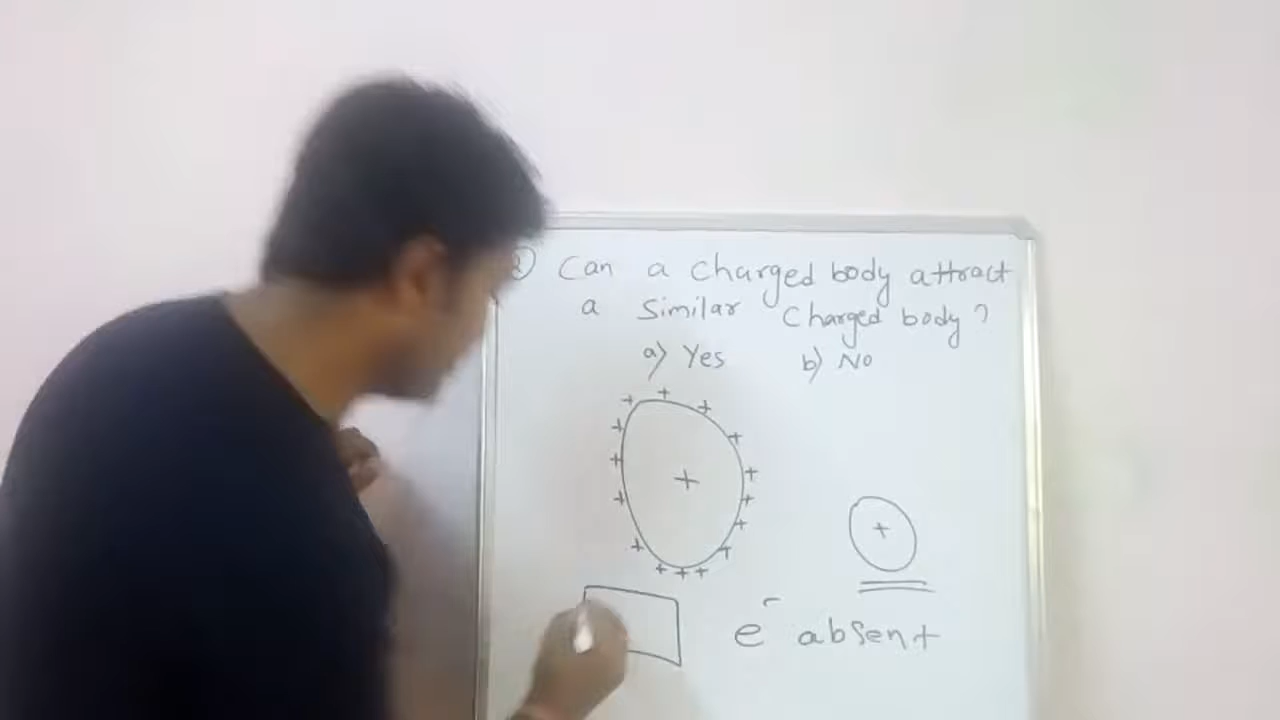 Can a charged body attract
a Similar Charged body?
a) Yes b) No
+ + +
+ +
+ + +
+ +
+ + +
+ +
+ + +
e⁻ absent